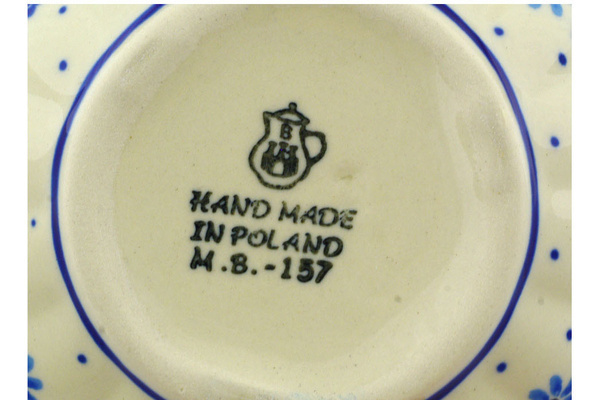 B
HAND MADE
IN POLAND
M.B.-157